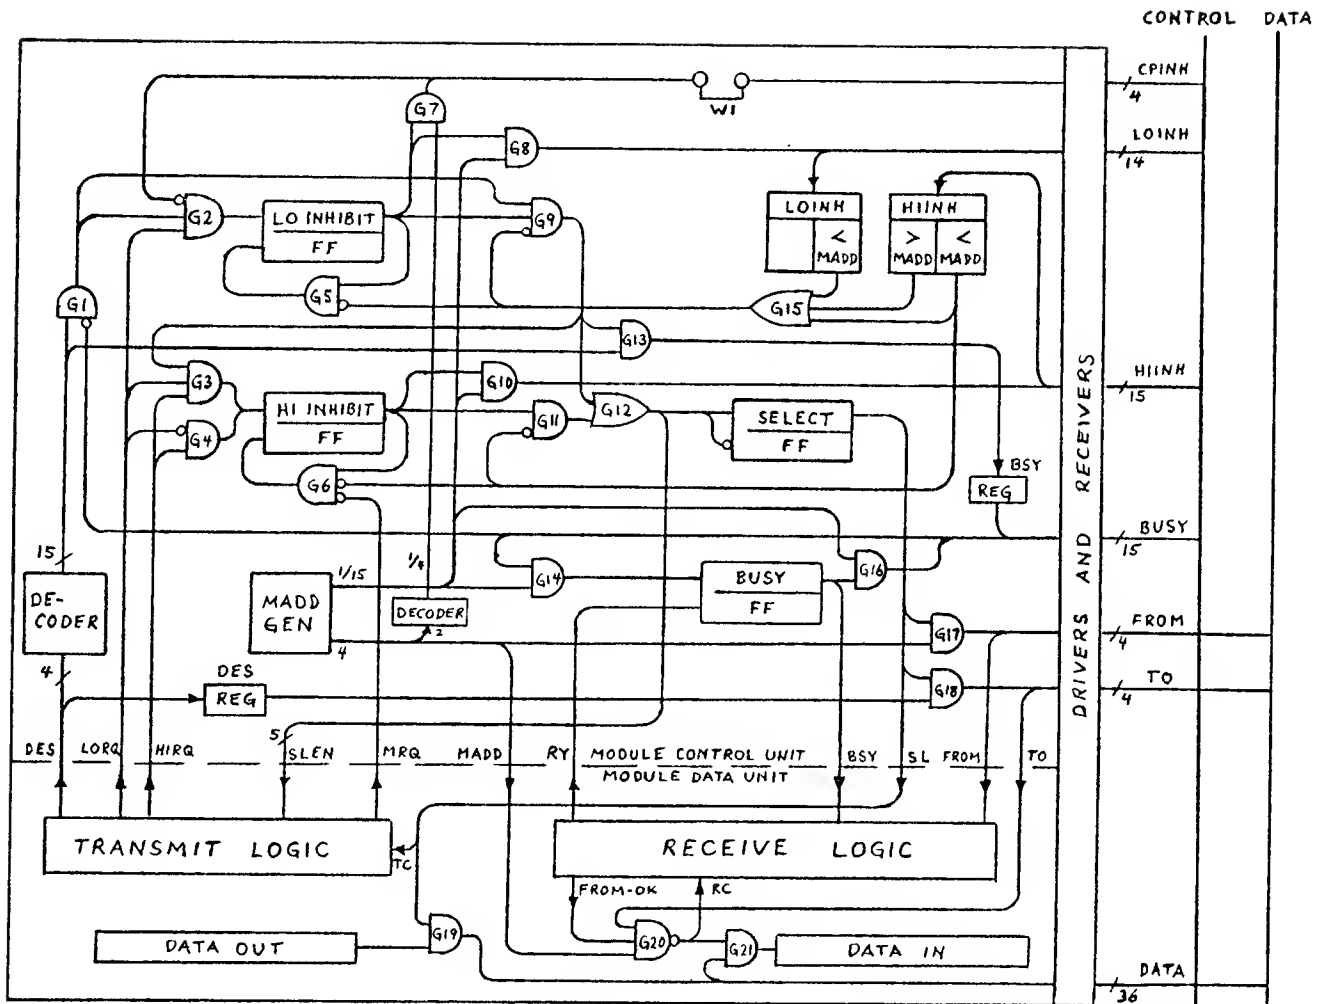 CONTROL DATA
CPINH
4
W1
G7
LOINH
14
G8
G2
LO INHIBIT
FF
G9
LOINH
<
MADD
HIINH
>
MADD
<
MADD
G5
G1
G15
G13
G3
G10
HIINH
15
HI INHIBIT
FF
G11
G12
SELECT
FF
G4
G6
BSY
REG
DRIVERS AND RECEIVERS
BUSY
15
15
DE-
CODER
4
MADD
GEN
1/15
4
1/4
DECODER
2
G14
BUSY
FF
G16
G17
FROM
4
DES
REG
G18
TO
4
DES LORQ HIRQ 5 SLEN MRQ MADD RY MODULE CONTROL UNIT BSY SL FROM TO
MODULE DATA UNIT
TRANSMIT LOGIC
TC
RECEIVE LOGIC
FROM-OK
RC
DATA OUT
G19
G20
G21
DATA IN
DATA
36